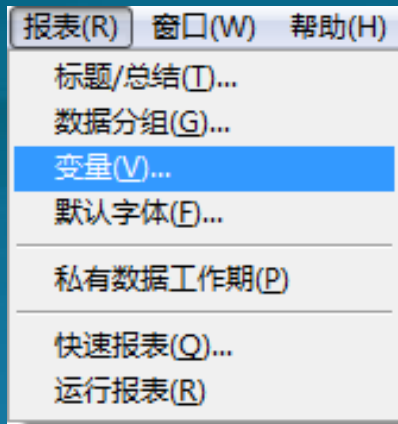 报表(R) 窗口(W) 帮助(H)
标题/总结(T)...
数据分组(G)...
变量(V)...
默认字体(F)...
私有数据工作期(P)
快速报表(Q)...
运行报表(R)